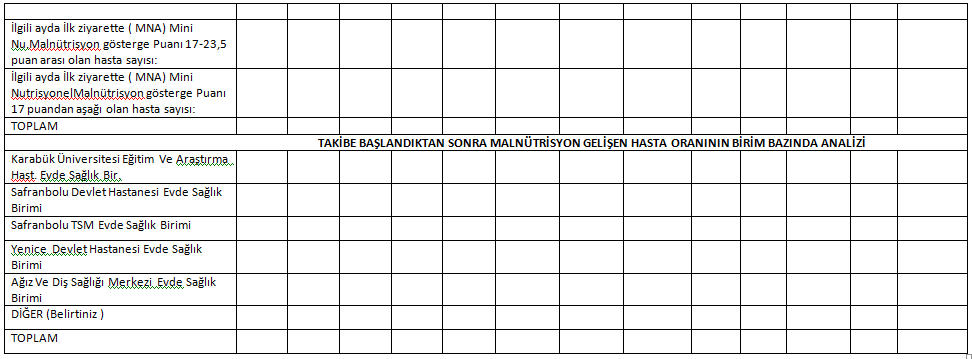 İlgili ayda İlk ziyarette ( MNA) Mini
Nu.Malnütrisyon gösterge Puanı 17-23,5
puan arası olan hasta sayısı:
İlgili ayda İlk ziyarette ( MNA) Mini
NutrisyonelMalnütrisyon gösterge Puanı
17 puandan aşağı olan hasta sayısı:
TOPLAM
TAKİBE BAŞLANDIKTAN SONRA MALNÜTRİSYON GELİŞEN HASTA ORANININ BİRİM BAZINDA ANALİZİ
Karabük Üniversitesi Eğitim Ve Araştırma
Hast. Evde Sağlık Bir.
Safranbolu Devlet Hastanesi Evde Sağlık
Birimi
Safranbolu TSM Evde Sağlık Birimi
Yenice Devlet Hastanesi Evde Sağlık
Birimi
Ağız Ve Diş Sağlığı Merkezi Evde Sağlık
Birimi
DİĞER (Belirtiniz )
TOPLAM